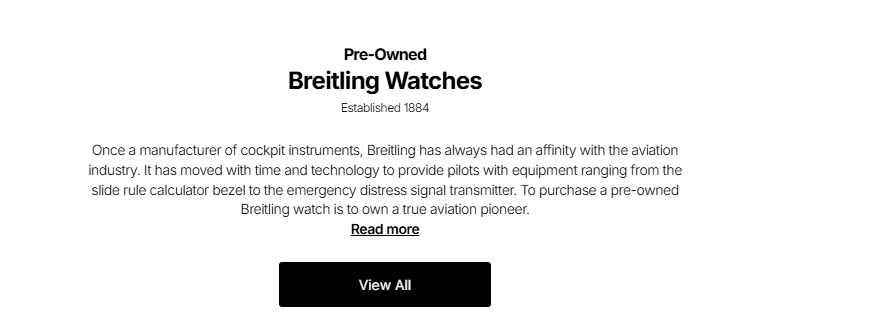 Pre-Owned
Breitling Watches
Established 1884
Once a manufacturer of cockpit instruments, Breitling has always had an affinity with the aviation
industry. It has moved with time and technology to provide pilots with equipment ranging from the
slide rule calculator bezel to the emergency distress signal transmitter. To purchase a pre-owned
Breitling watch is to own a true aviation pioneer.
Read more
View All